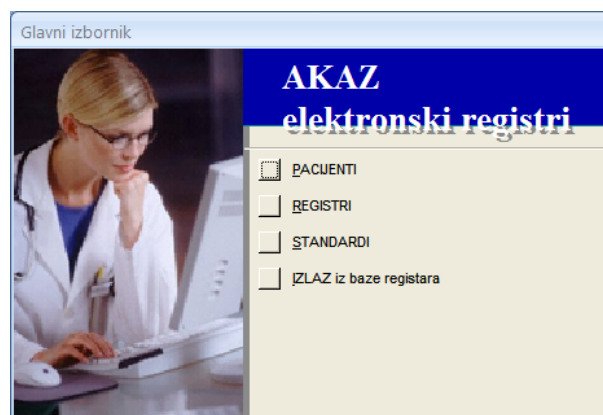 Glavni izbornik
AKAZ
elektronski registri
PACIJENTI
REGISTRI
STANDARDI
IZLAZ iz baze registara